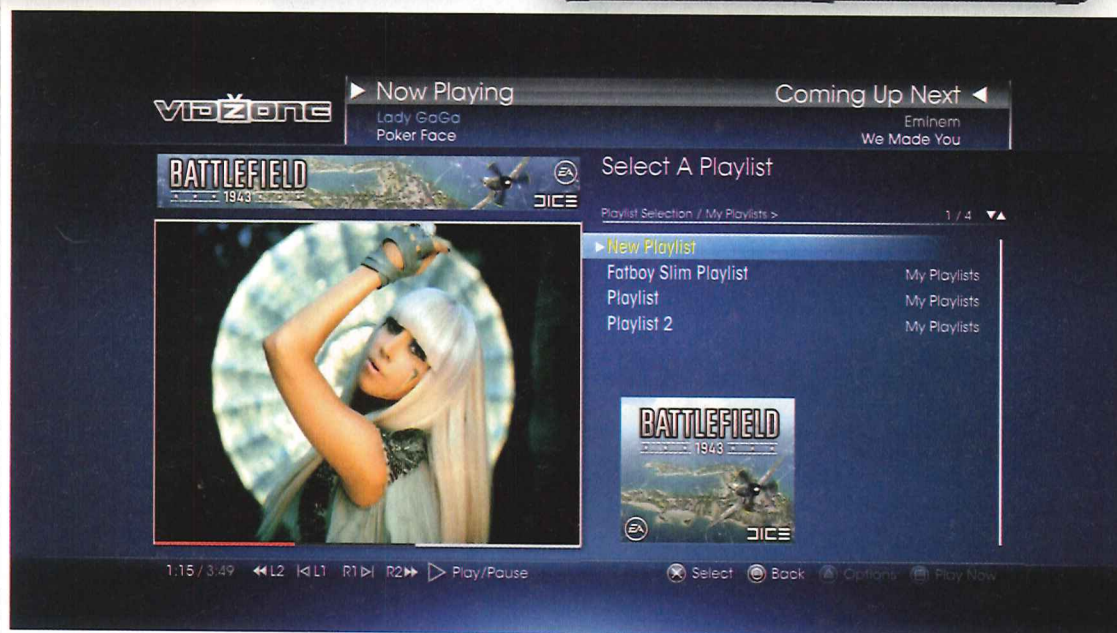 VIDZONE
Now Playing
Lady GaGa
Poker Face
Coming Up Next
Eminem
We Made You
BATTLEFIELD
1943
EA
DICE
Select A Playlist
Playlist Selection / My Playlists >
1 / 4
New Playlist
Fatboy Slim Playlist My Playlists
Playlist My Playlists
Playlist 2 My Playlists
BATTLEFIELD
1943
EA
DICE
1:15 / 3:49 L2 L1 R1 R2 Play/Pause
Select Back Options Play Now